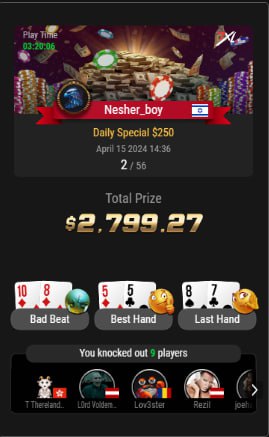 Play Time
03:20:06
Nesher_boy
Daily Special $250
April 15 2024 14:36
2 / 56
Total Prize
$2,799.27
10 8
5 5
8 7
Bad Beat
Best Hand
Last Hand
You knocked out 9 players
T Thereland..
L0rd Voldem..
Lov3ster
Rezil
joeh